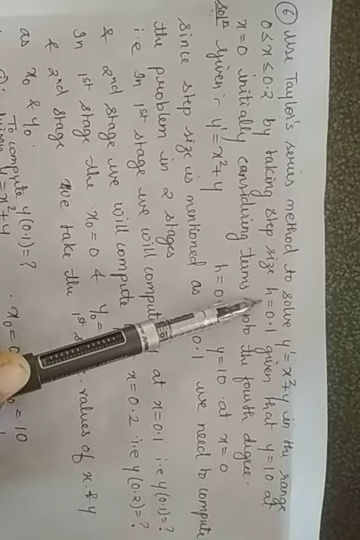 ⑥ Use Taylor's series method to solve y' = x²+y in the range
0≤x≤0.2 by taking step size h=0.1 given that y=10 at
x=0 initially considering terms upto the fourth degree.
solⁿ Given:- y' = x²+y h=0 y=10 at x=0
Since step size is mentioned as 0.1 we need to compute
the problem in 2 stages
i.e In 1st stage we will compute at x=0.1 i.e y(0.1)=?
& 2nd stage we will compute x=0.2 i.e y(0.2)=?
In 1st stage the x₀=0 & y₀=
& 2nd stage we take the 1st values of x & y
as x₀ & y₀.
To compute y(0.1)=? x₀=0 =10
y' = x²+y